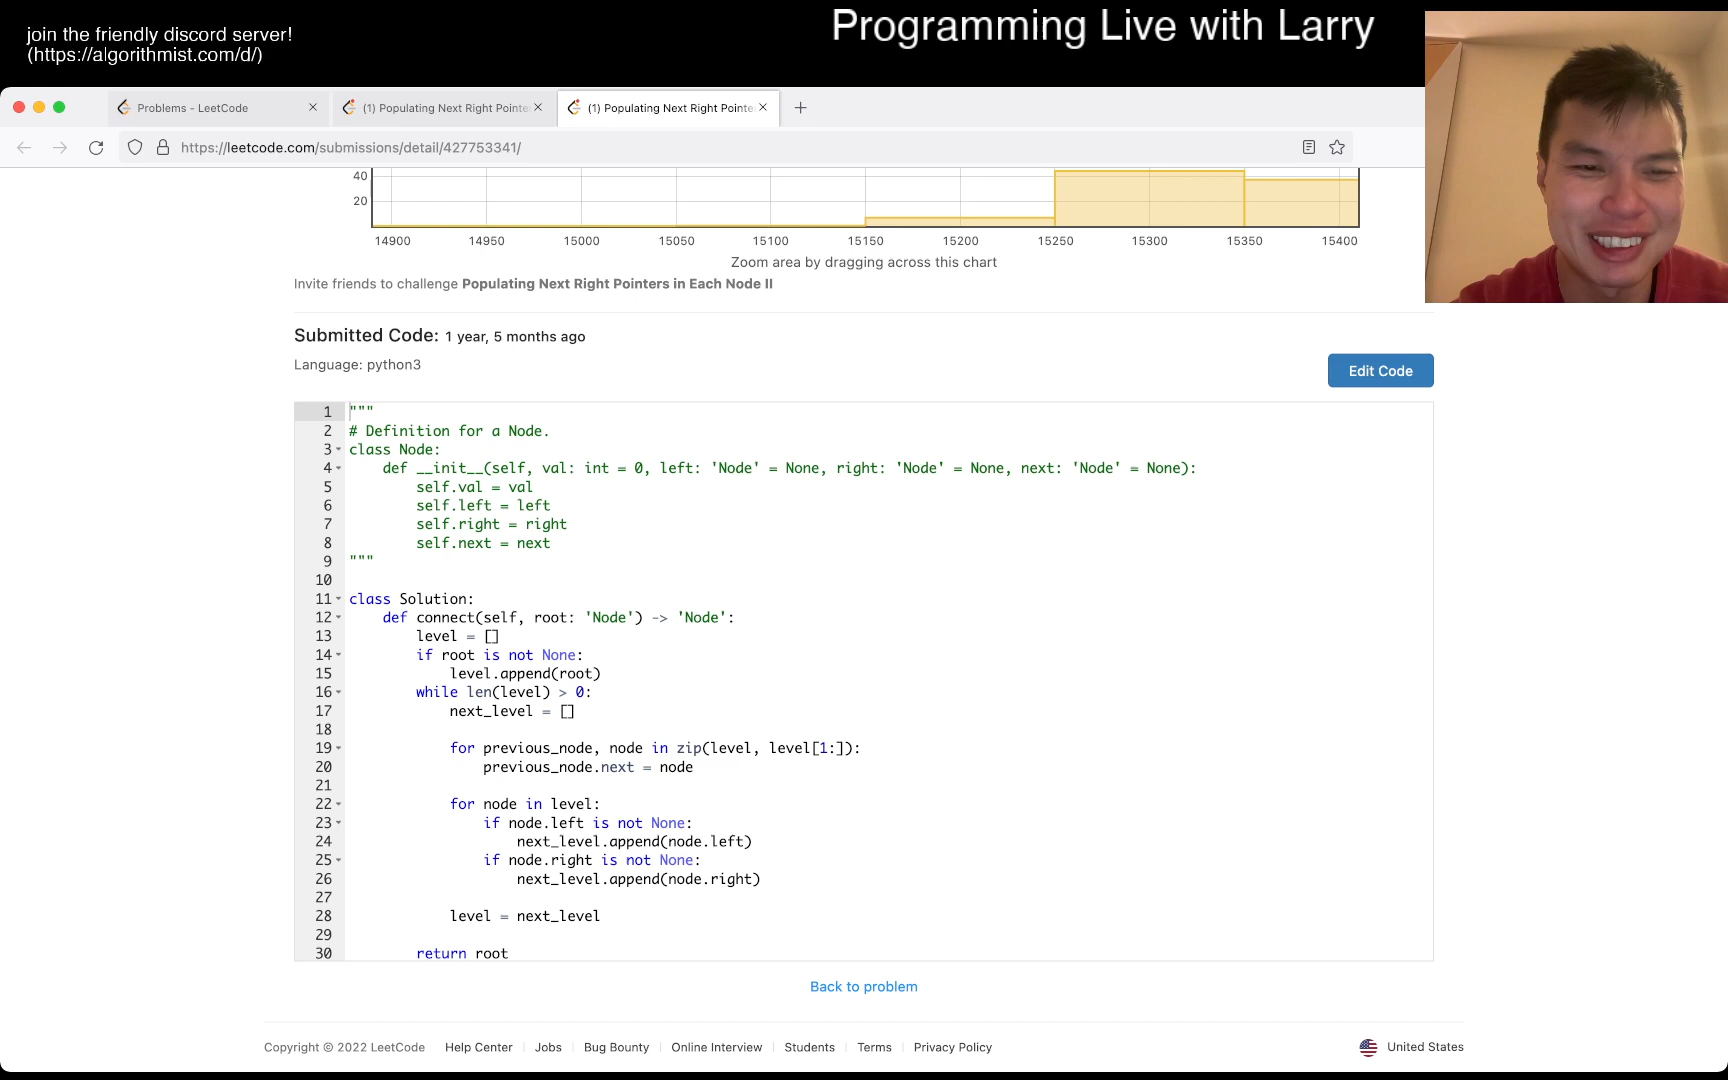 join the friendly discord server!
(https://algorithmist.com/d/)
Programming Live with Larry
Problems - LeetCode
(1) Populating Next Right Pointe
(1) Populating Next Right Pointe
https://leetcode.com/submissions/detail/427753341/
40
20
14900 14950 15000 15050 15100 15150 15200 15250 15300 15350 15400
Zoom area by dragging across this chart
Invite friends to challenge Populating Next Right Pointers in Each Node II
Submitted Code: 1 year, 5 months ago
Language: python3
Edit Code
1 """
2 # Definition for a Node.
3 class Node:
4     def __init__(self, val: int = 0, left: 'Node' = None, right: 'Node' = None, next: 'Node' = None):
5         self.val = val
6         self.left = left
7         self.right = right
8         self.next = next
9 """
10
11 class Solution:
12     def connect(self, root: 'Node') -> 'Node':
13         level = []
14         if root is not None:
15             level.append(root)
16         while len(level) > 0:
17             next_level = []
18
19             for previous_node, node in zip(level, level[1:]):
20                 previous_node.next = node
21
22             for node in level:
23                 if node.left is not None:
24                     next_level.append(node.left)
25                 if node.right is not None:
26                     next_level.append(node.right)
27
28             level = next_level
29
30         return root
Back to problem
Copyright © 2022 LeetCode Help Center Jobs Bug Bounty Online Interview Students Terms Privacy Policy United States